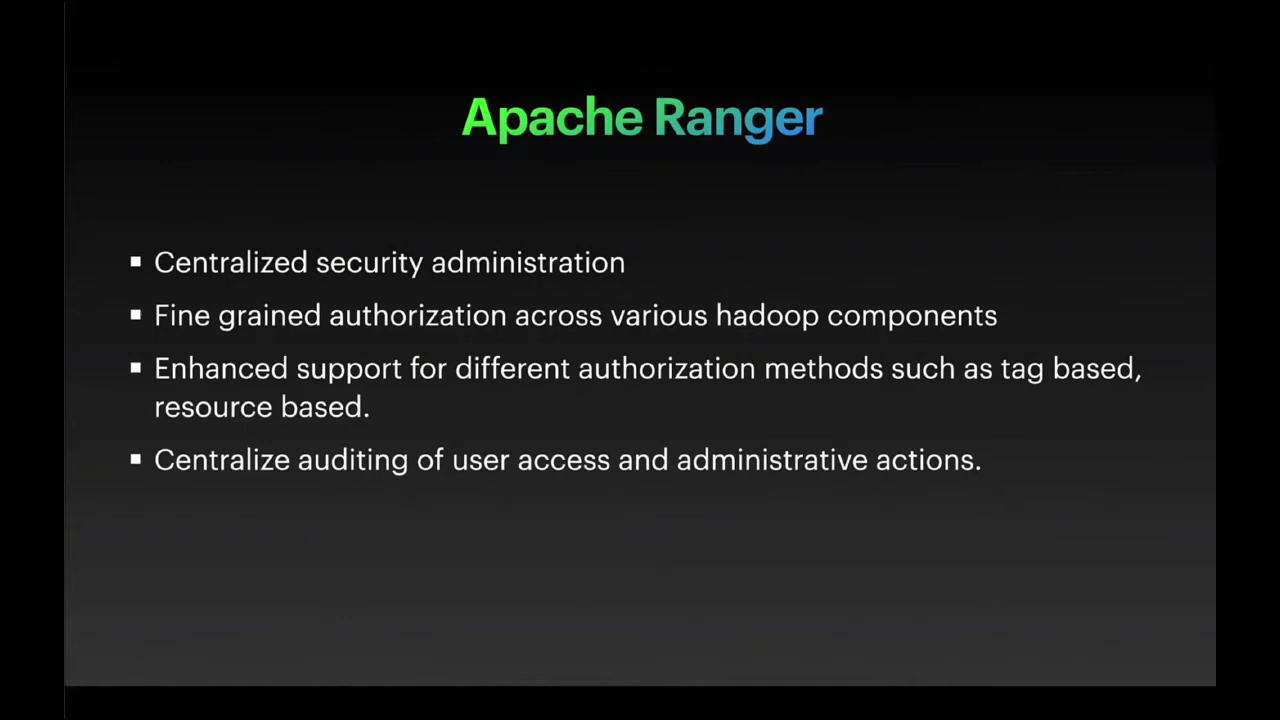 Apache Ranger
▪ Centralized security administration
▪ Fine grained authorization across various hadoop components
▪ Enhanced support for different authorization methods such as tag based,
resource based.
▪ Centralize auditing of user access and administrative actions.